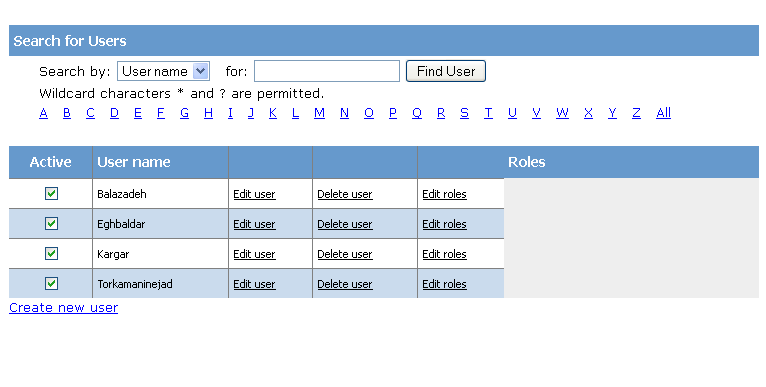 Search for Users
Search by: User name for: Find User
Wildcard characters * and ? are permitted.
A B C D E F G H I J K L M N O P Q R S T U V W X Y Z All
Active User name Roles
Balazadeh Edit user Delete user Edit roles
Eghbaldar Edit user Delete user Edit roles
Kargar Edit user Delete user Edit roles
Torkamaninejad Edit user Delete user Edit roles
Create new user